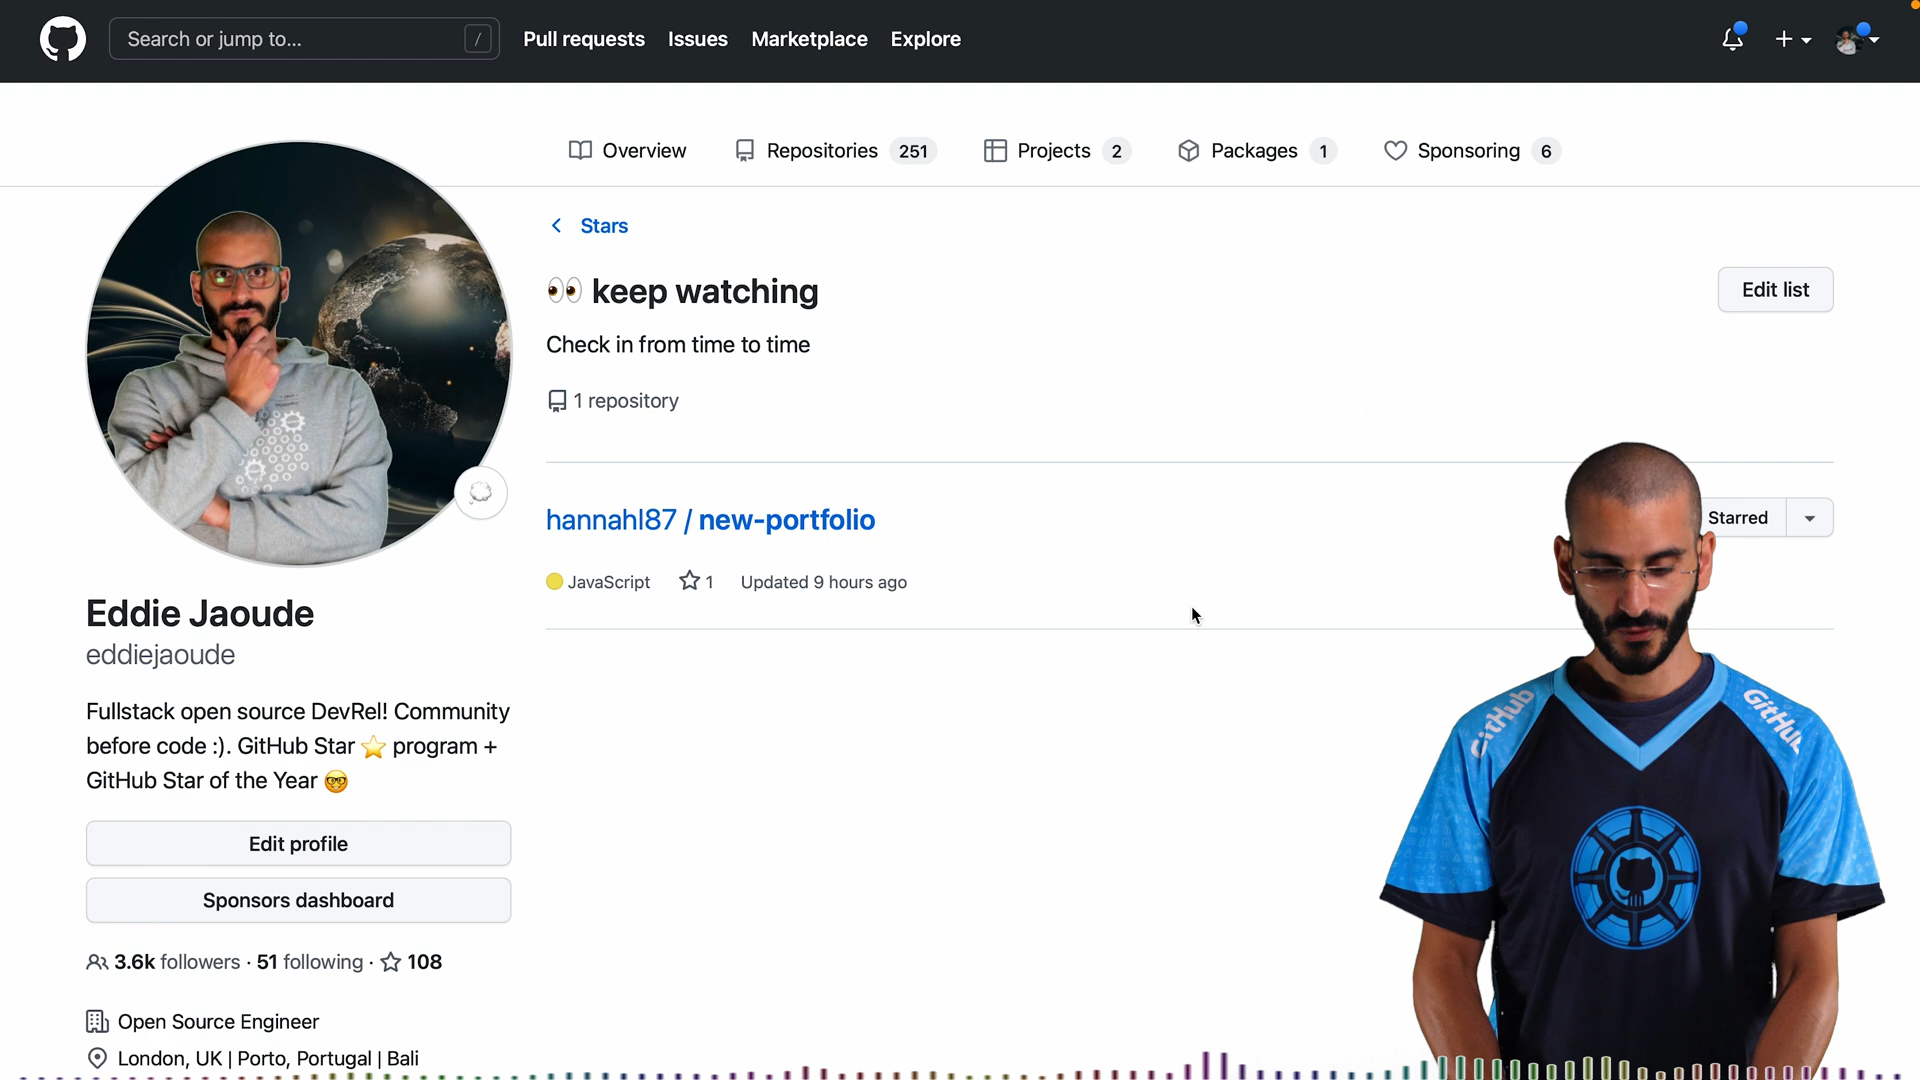 Search or jump to... /
Pull requests
Issues
Marketplace
Explore
Overview
Repositories 251
Projects 2
Packages 1
Sponsoring 6
Stars
👀 keep watching
Edit list
Check in from time to time
1 repository
hannahl87 / new-portfolio
Starred
JavaScript 1 Updated 9 hours ago
Eddie Jaoude
eddiejaoude
Fullstack open source DevRel! Community
before code :). GitHub Star ⭐ program +
GitHub Star of the Year 🤓
Edit profile
Sponsors dashboard
3.6k followers · 51 following · 108
Open Source Engineer
London, UK | Porto, Portugal | Bali
GitHub
GitHub